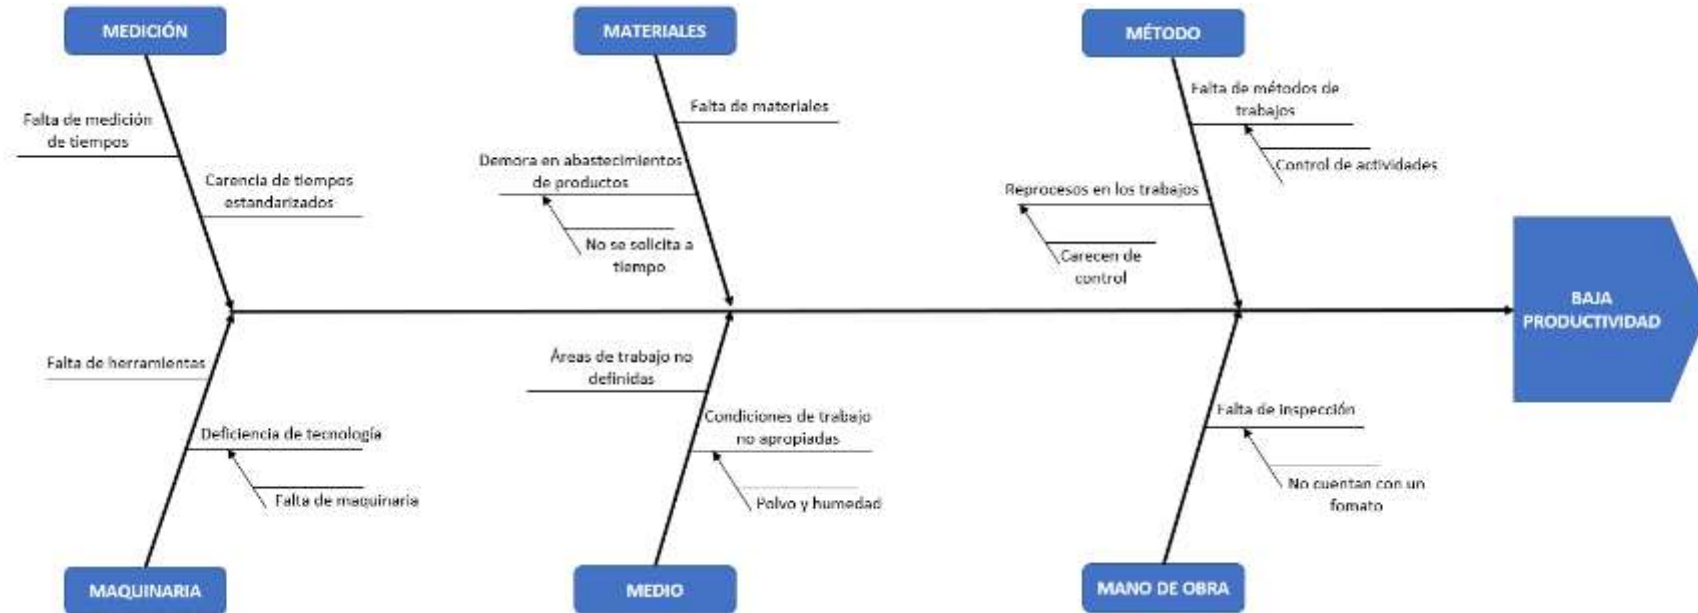 MEDICIÓN
MATERIALES
MÉTODO
Falta de medición
de tiempos
Carencia de tiempos
estandarizados
Falta de materiales
Demora en abastecimientos
de productos
No se solicita a
tiempo
Falta de métodos de
trabajos
Control de actividades
Reprocesos en los trabajos
Carecen de
control
BAJA
PRODUCTIVIDAD
Falta de herramientas
Deficiencia de tecnología
Falta de maquinaria
Áreas de trabajo no
definidas
Condiciones de trabajo
no apropiadas
Polvo y humedad
Falta de inspección
No cuentan con un
fomato
MAQUINARIA
MEDIO
MANO DE OBRA